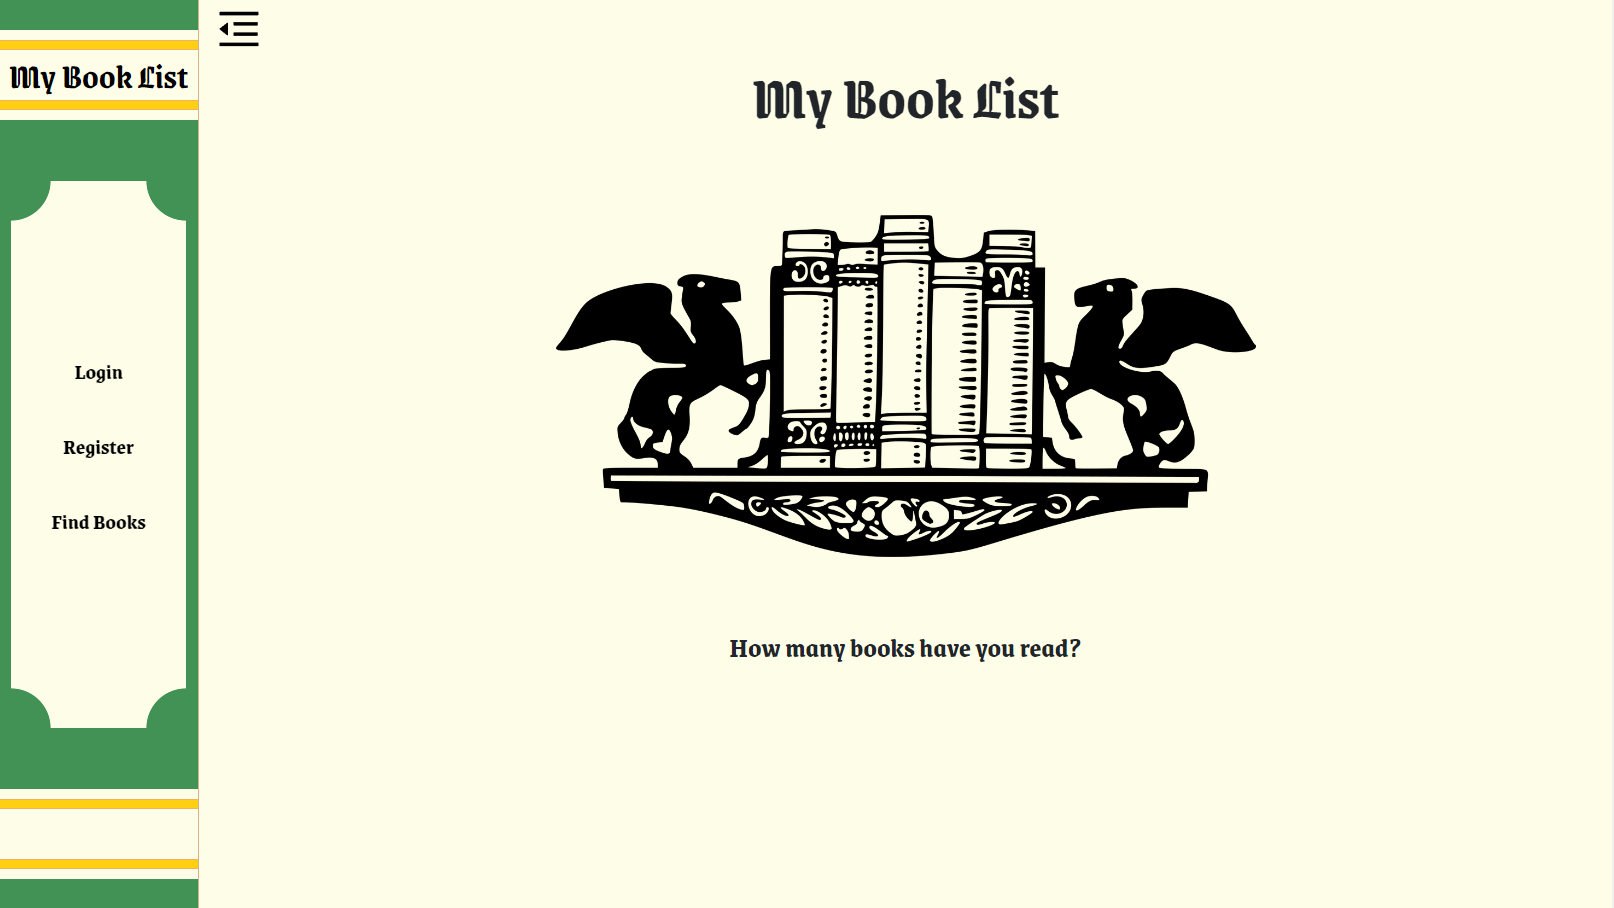 My Book List
Login
Register
Find Books
My Book List
How many books have you read?